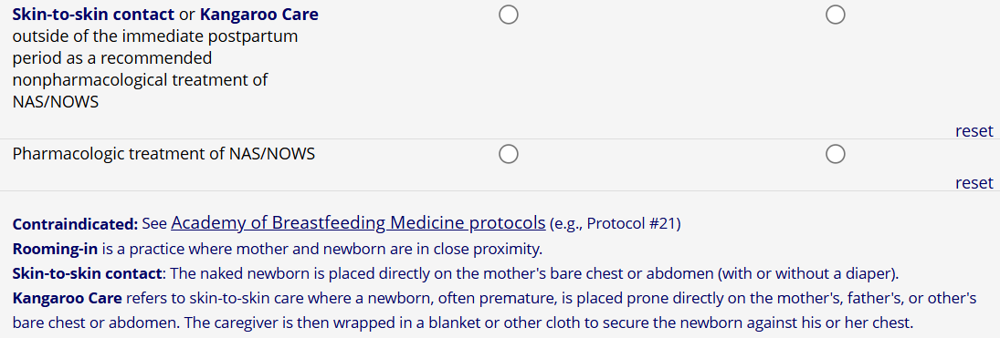 Skin-to-skin contact or Kangaroo Care
outside of the immediate postpartum
period as a recommended
nonpharmacological treatment of
NAS/NOWS
reset
Pharmacologic treatment of NAS/NOWS
reset
Contraindicated: See Academy of Breastfeeding Medicine protocols (e.g., Protocol #21)
Rooming-in is a practice where mother and newborn are in close proximity.
Skin-to-skin contact: The naked newborn is placed directly on the mother's bare chest or abdomen (with or without a diaper).
Kangaroo Care refers to skin-to-skin care where a newborn, often premature, is placed prone directly on the mother's, father's, or other's
bare chest or abdomen. The caregiver is then wrapped in a blanket or other cloth to secure the newborn against his or her chest.